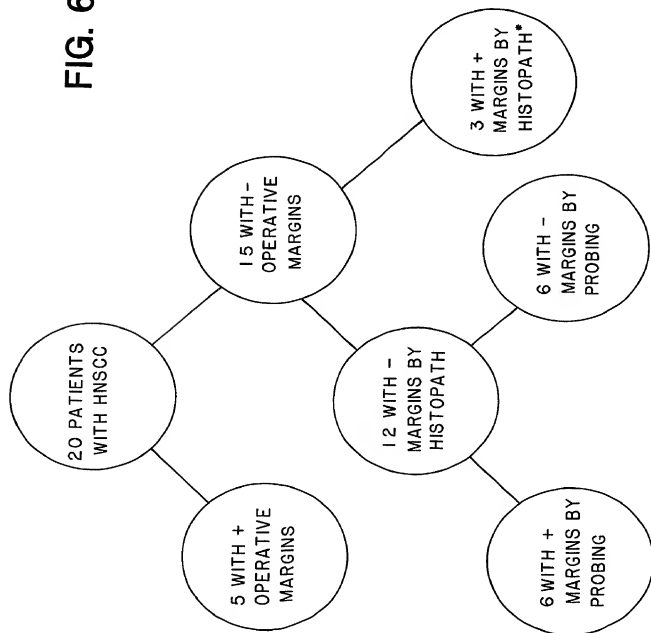 FIG. 6
20 PATIENTS
WITH HNSCC
5 WITH +
OPERATIVE
MARGINS
15 WITH-
OPERATIVE
MARGINS
12 WITH -
MARGINS BY
HISTOPATH
3 WITH +
MARGINS BY
HISTOPATH*
6 WITH +
MARGINS BY
PROBING
6 WITH -
MARGINS BY
PROBING